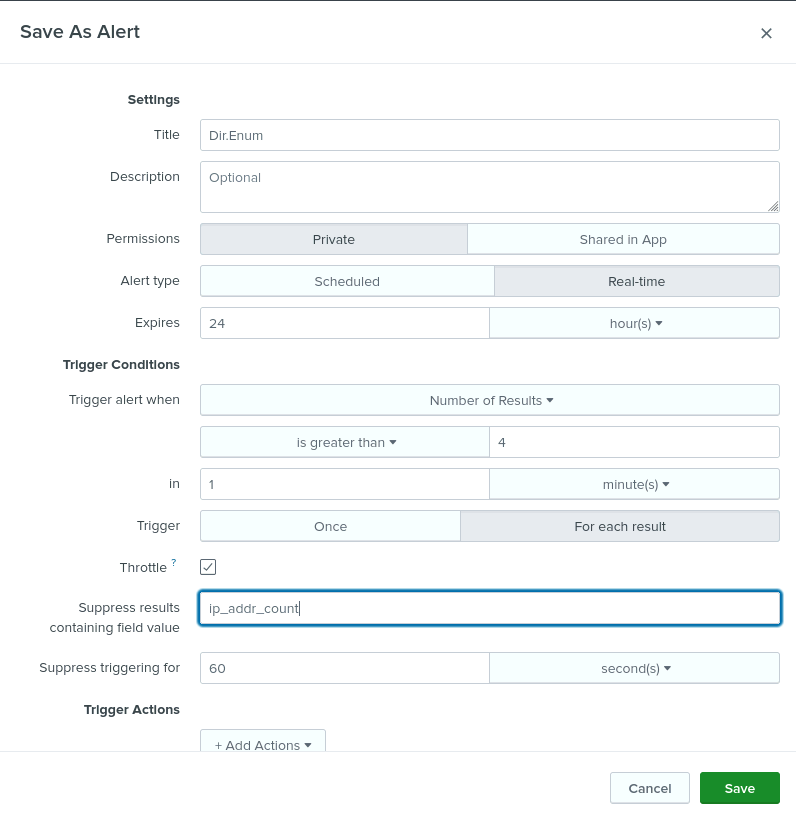 Save As Alert
Settings
Title
Dir.Enum
Description
Optional
Permissions
Private
Shared in App
Alert type
Scheduled
Real-time
Expires
24
hour(s)
Trigger Conditions
Trigger alert when
Number of Results
is greater than
4
in
1
minute(s)
Trigger
Once
For each result
Throttle ?
Suppress results
containing field value
ip_addr_count
Suppress triggering for
60
second(s)
Trigger Actions
+ Add Actions
Cancel
Save